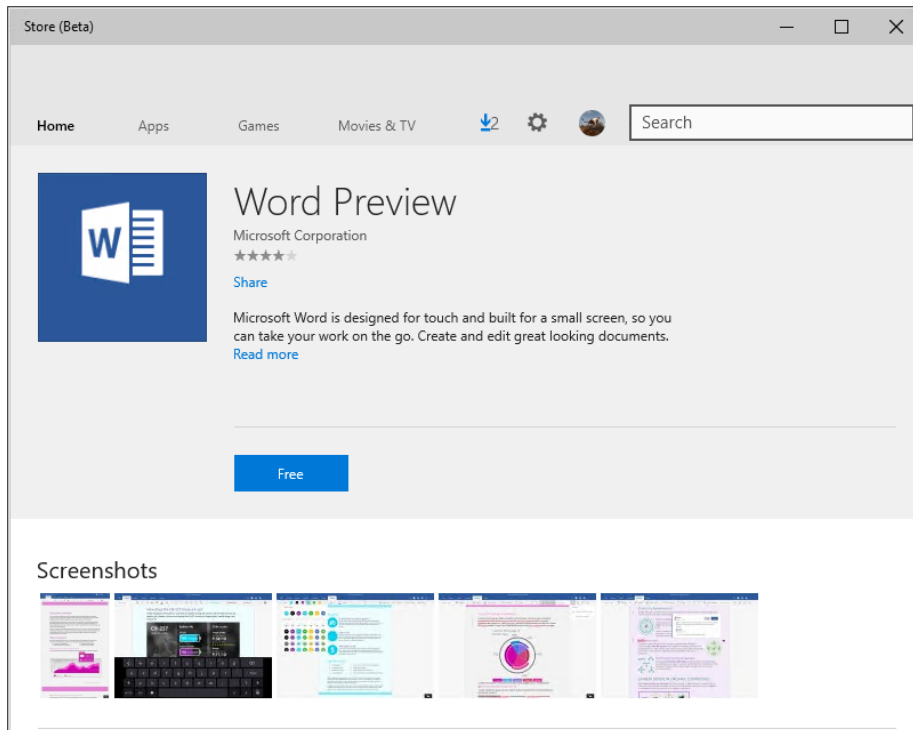 Store (Beta)
Home Apps Games Movies & TV 2 Search
Word Preview
Microsoft Corporation
Share
Microsoft Word is designed for touch and built for a small screen, so you
can take your work on the go. Create and edit great looking documents.
Read more
W
Free
Screenshots